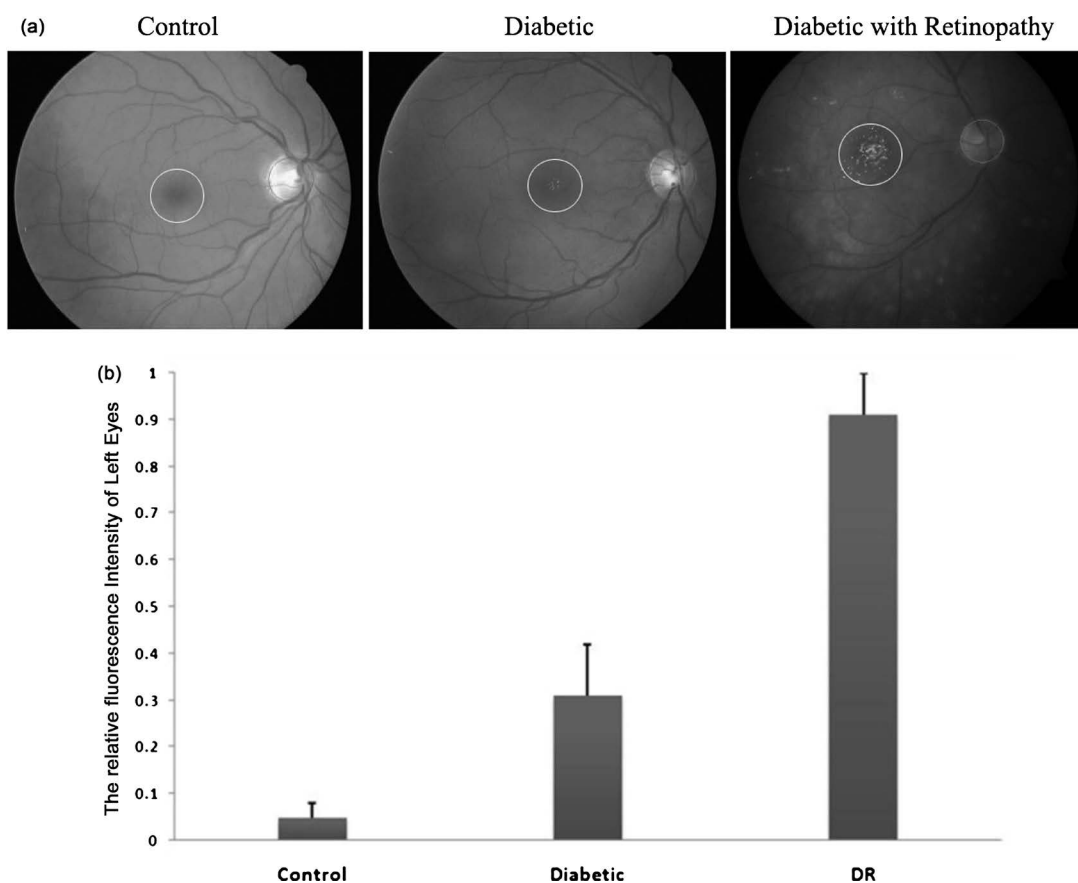 (a)
Control
Diabetic
Diabetic with Retinopathy
(b)
The relative fluorescence Intensity of Left Eyes
1
0.9
0.8
0.7
0.6
0.5
0.4
0.3
0.2
0.1
0
Control
Diabetic
DR